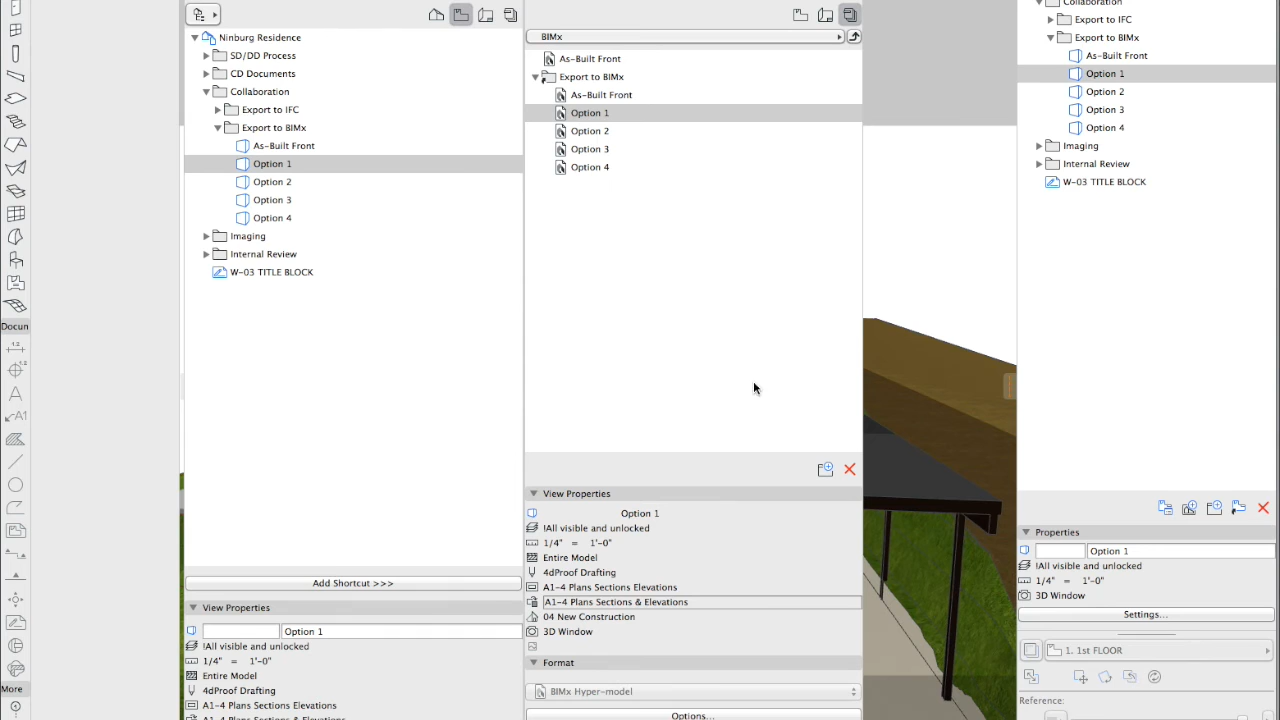 Docun
More
Ninburg Residence
SD/DD Process
CD Documents
Collaboration
Export to IFC
Export to BIMx
As-Built Front
Option 1
Option 2
Option 3
Option 4
Imaging
Internal Review
W-03 TITLE BLOCK
Add Shortcut >>>
View Properties
Option 1
!All visible and unlocked
1/4" = 1'-0"
Entire Model
4dProof Drafting
A1-4 Plans Sections Elevations
A1-4 Plans Sections & Elevations
BIMx
As-Built Front
Export to BIMx
As-Built Front
Option 1
Option 2
Option 3
Option 4
View Properties
Option 1
!All visible and unlocked
1/4" = 1'-0"
Entire Model
4dProof Drafting
A1-4 Plans Sections Elevations
A1-4 Plans Sections & Elevations
04 New Construction
3D Window
Format
BIMx Hyper-model
Options...
Collaboration
Export to IFC
Export to BIMx
As-Built Front
Option 1
Option 2
Option 3
Option 4
Imaging
Internal Review
W-03 TITLE BLOCK
Properties
Option 1
!All visible and unlocked
1/4" = 1'-0"
3D Window
Settings...
1. 1st FLOOR
Reference: